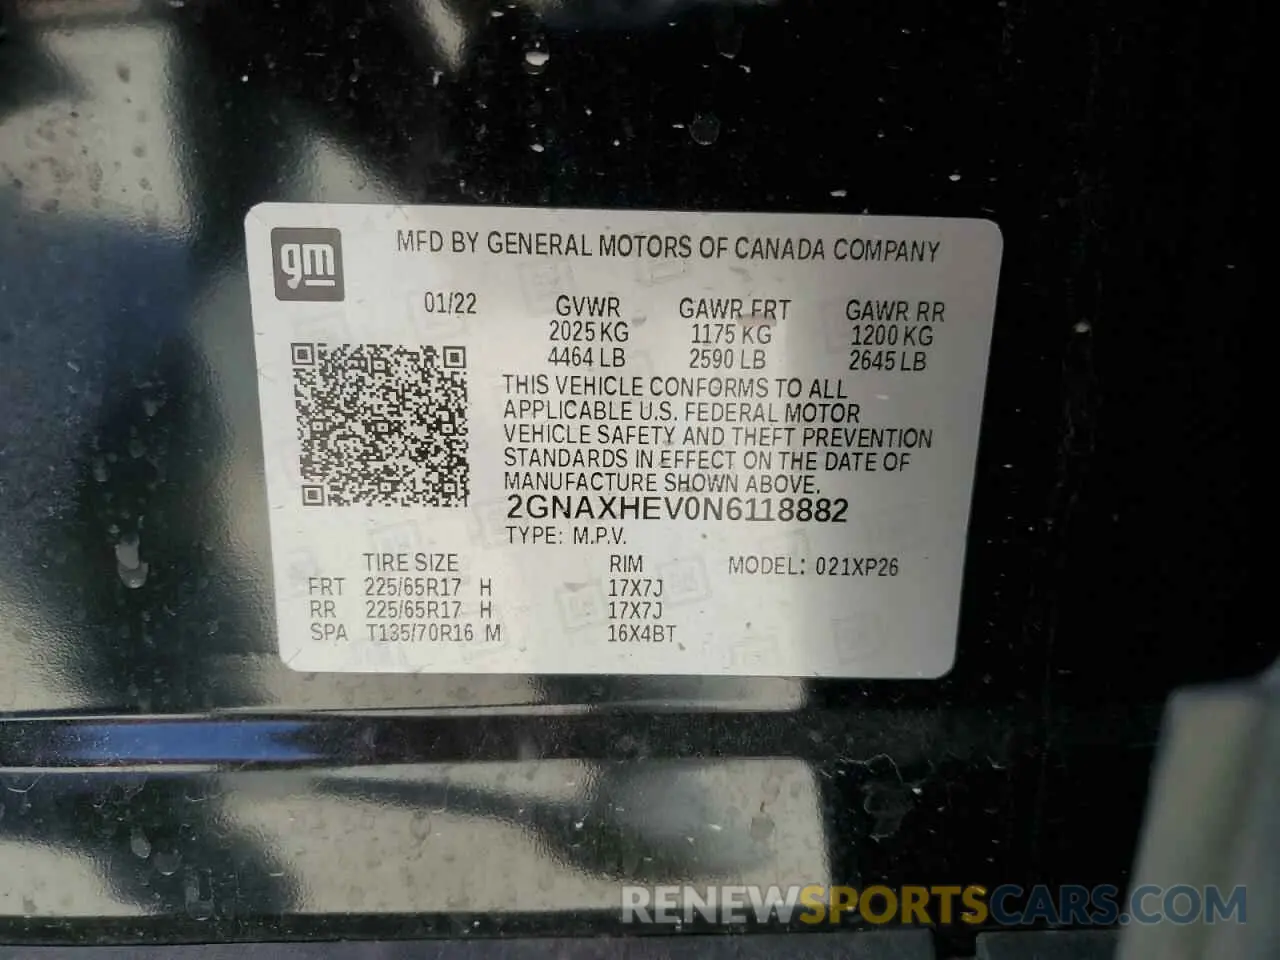 gm
MFD BY GENERAL MOTORS OF CANADA COMPANY
01/22 GVWR GAWR FRT GAWR RR
2025 KG 1175 KG 1200 KG
4464 LB 2590 LB 2645 LB
THIS VEHICLE CONFORMS TO ALL
APPLICABLE U.S. FEDERAL MOTOR
VEHICLE SAFETY AND THEFT PREVENTION
STANDARDS IN EFFECT ON THE DATE OF
MANUFACTURE SHOWN ABOVE.
2GNAXHEV0N6118882
TYPE: M.P.V.
TIRE SIZE RIM MODEL: 021XP26
FRT 225/65R17 H 17X7J
RR 225/65R17 H 17X7J
SPA T135/70R16 M 16X4BT
RENEWSPORTSCARS.COM